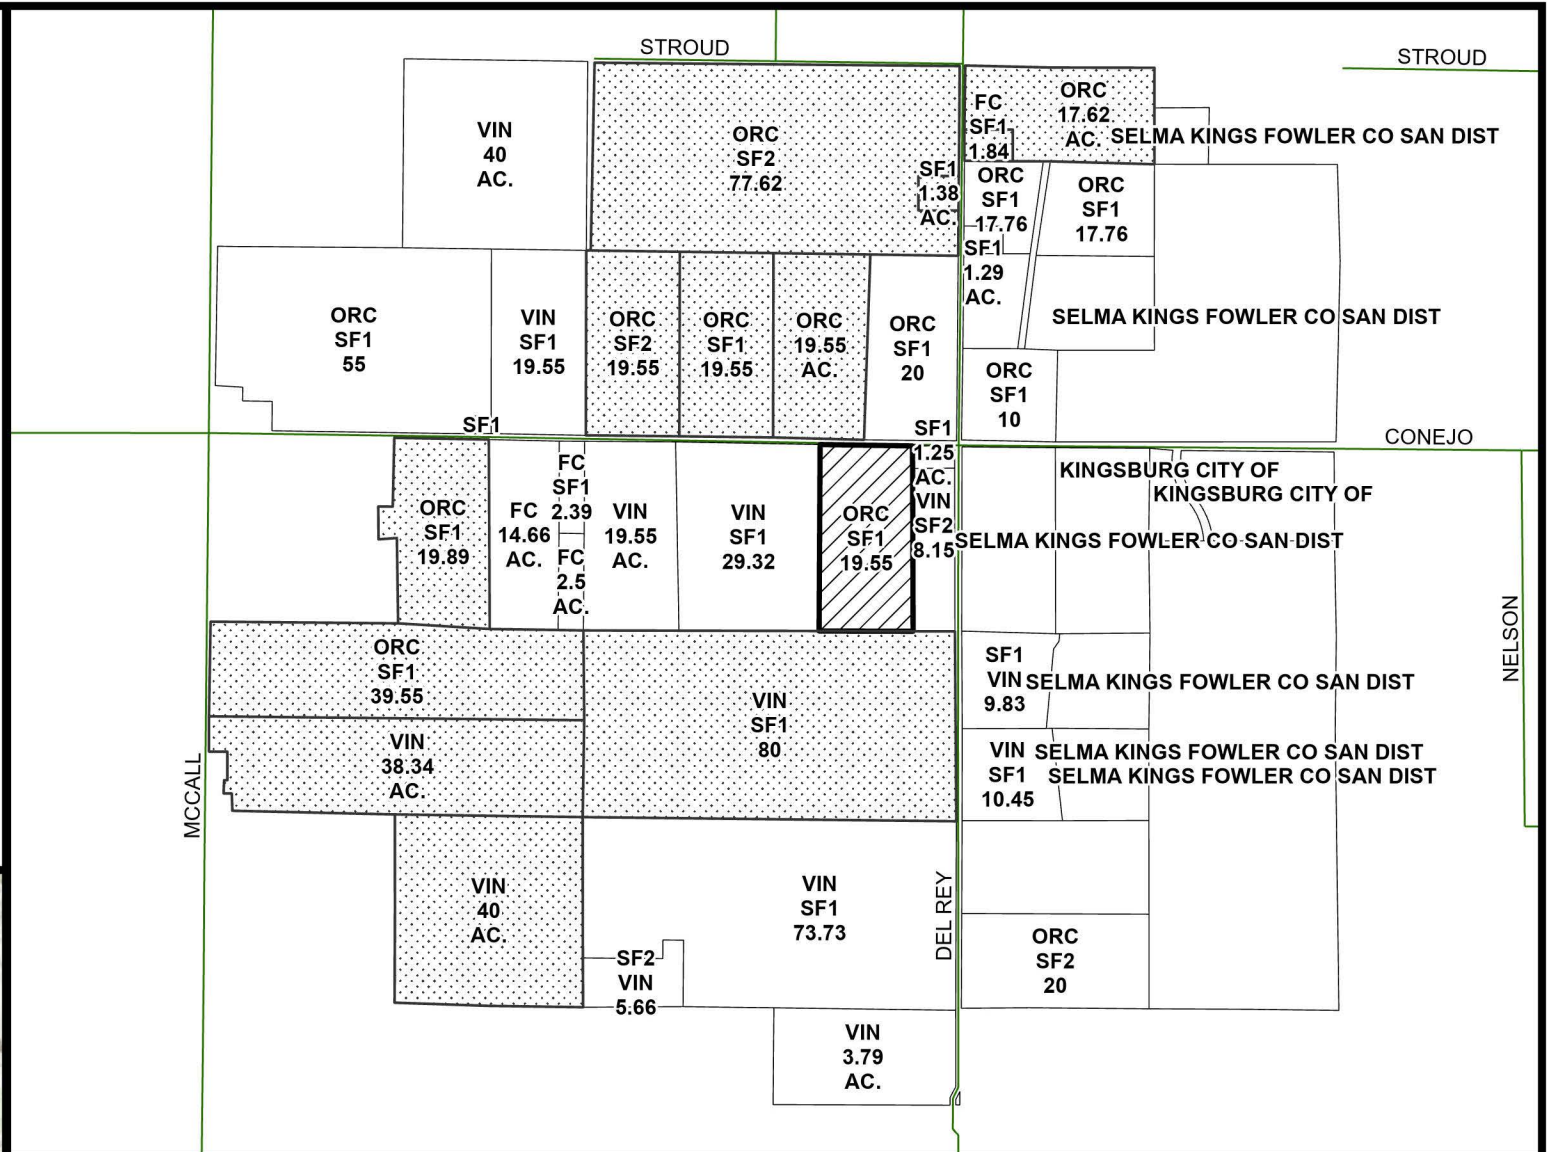 STROUD
STROUD
VIN
40
AC.
ORC
SF2
77.62
SF1
1.38
AC.
FC
SF1
1.84
ORC
17.62
AC.
SELMA KINGS FOWLER CO SAN DIST
ORC
SF1
17.76
ORC
SF1
17.76
SF1
1.29
AC.
SELMA KINGS FOWLER CO SAN DIST
ORC
SF1
55
VIN
SF1
19.55
ORC
SF2
19.55
ORC
SF1
19.55
ORC
19.55
AC.
ORC
SF1
20
ORC
SF1
10
SF1
CONEJO
ORC
SF1
19.89
FC
14.66
AC.
FC
SF1
2.39
FC
2.5
AC.
VIN
19.55
AC.
VIN
SF1
29.32
ORC
SF1
19.55
SF1
1.25
AC.
VIN
SF2
8.15
KINGSBURG CITY OF
KINGSBURG CITY OF
SELMA KINGS FOWLER CO SAN DIST
NELSON
ORC
SF1
39.55
VIN
38.34
AC.
VIN
SF1
80
SF1
VIN
9.83
SELMA KINGS FOWLER CO SAN DIST
VIN
SF1
10.45
SELMA KINGS FOWLER CO SAN DIST
SELMA KINGS FOWLER CO SAN DIST
MCCALL
VIN
40
AC.
VIN
SF1
73.73
SF2
VIN
5.66
DEL REY
ORC
SF2
20
VIN
3.79
AC.